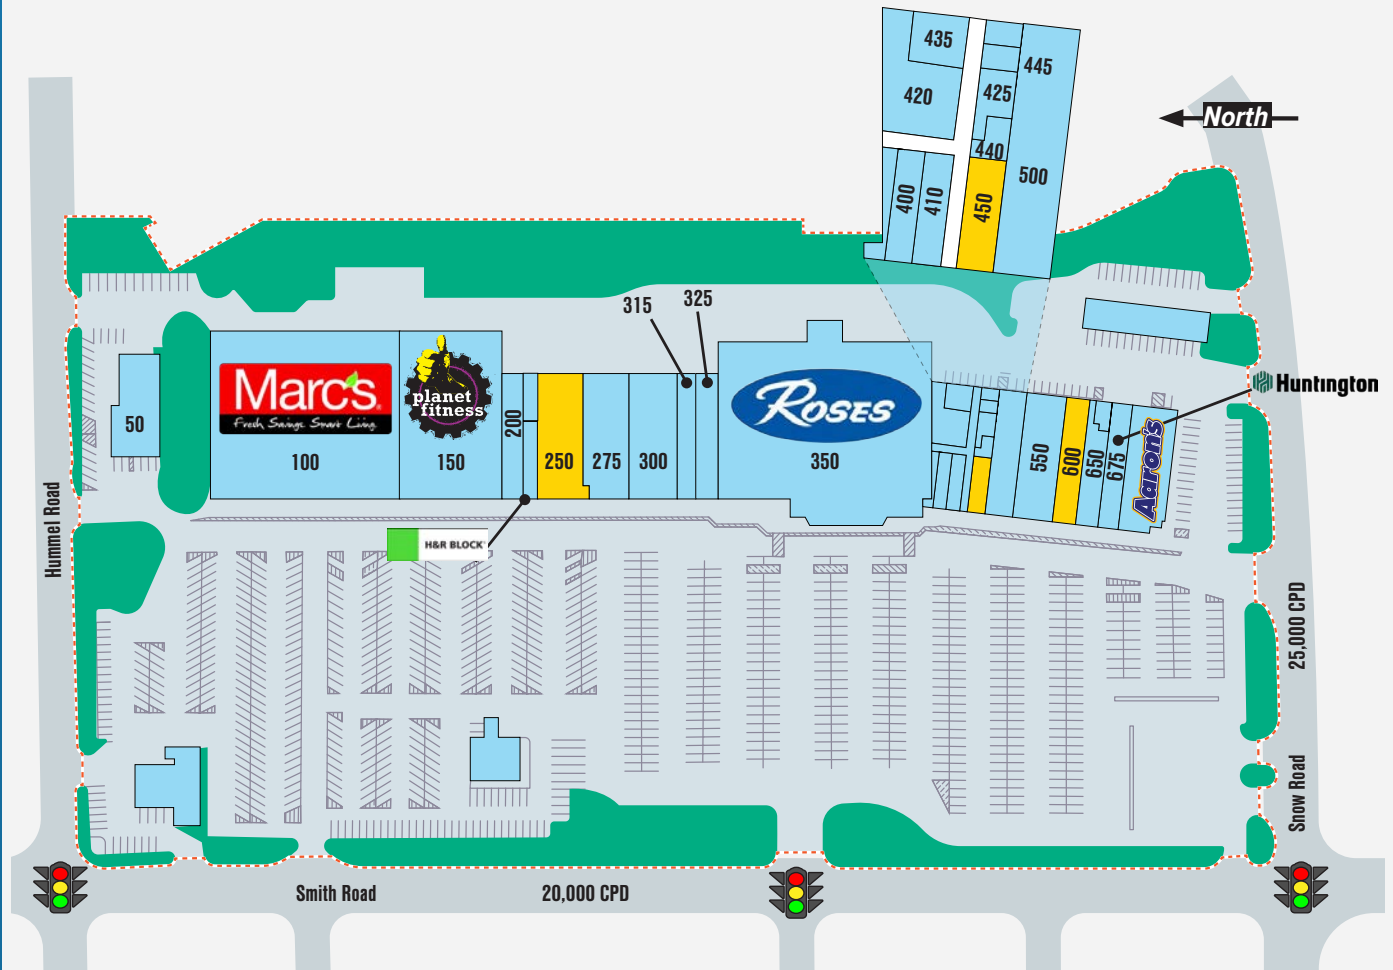 435
445
420
425
North
440
500
400
410
450
315
325
Huntington
Marc's
Fresh. Savings. Smart Living.
planet
fitness
ROSES
50
200
100
150
250
275
300
350
550
600
650
675
Aaron's
Hummel Road
H&R BLOCK
25,000 CPD
Snow Road
Smith Road
20,000 CPD